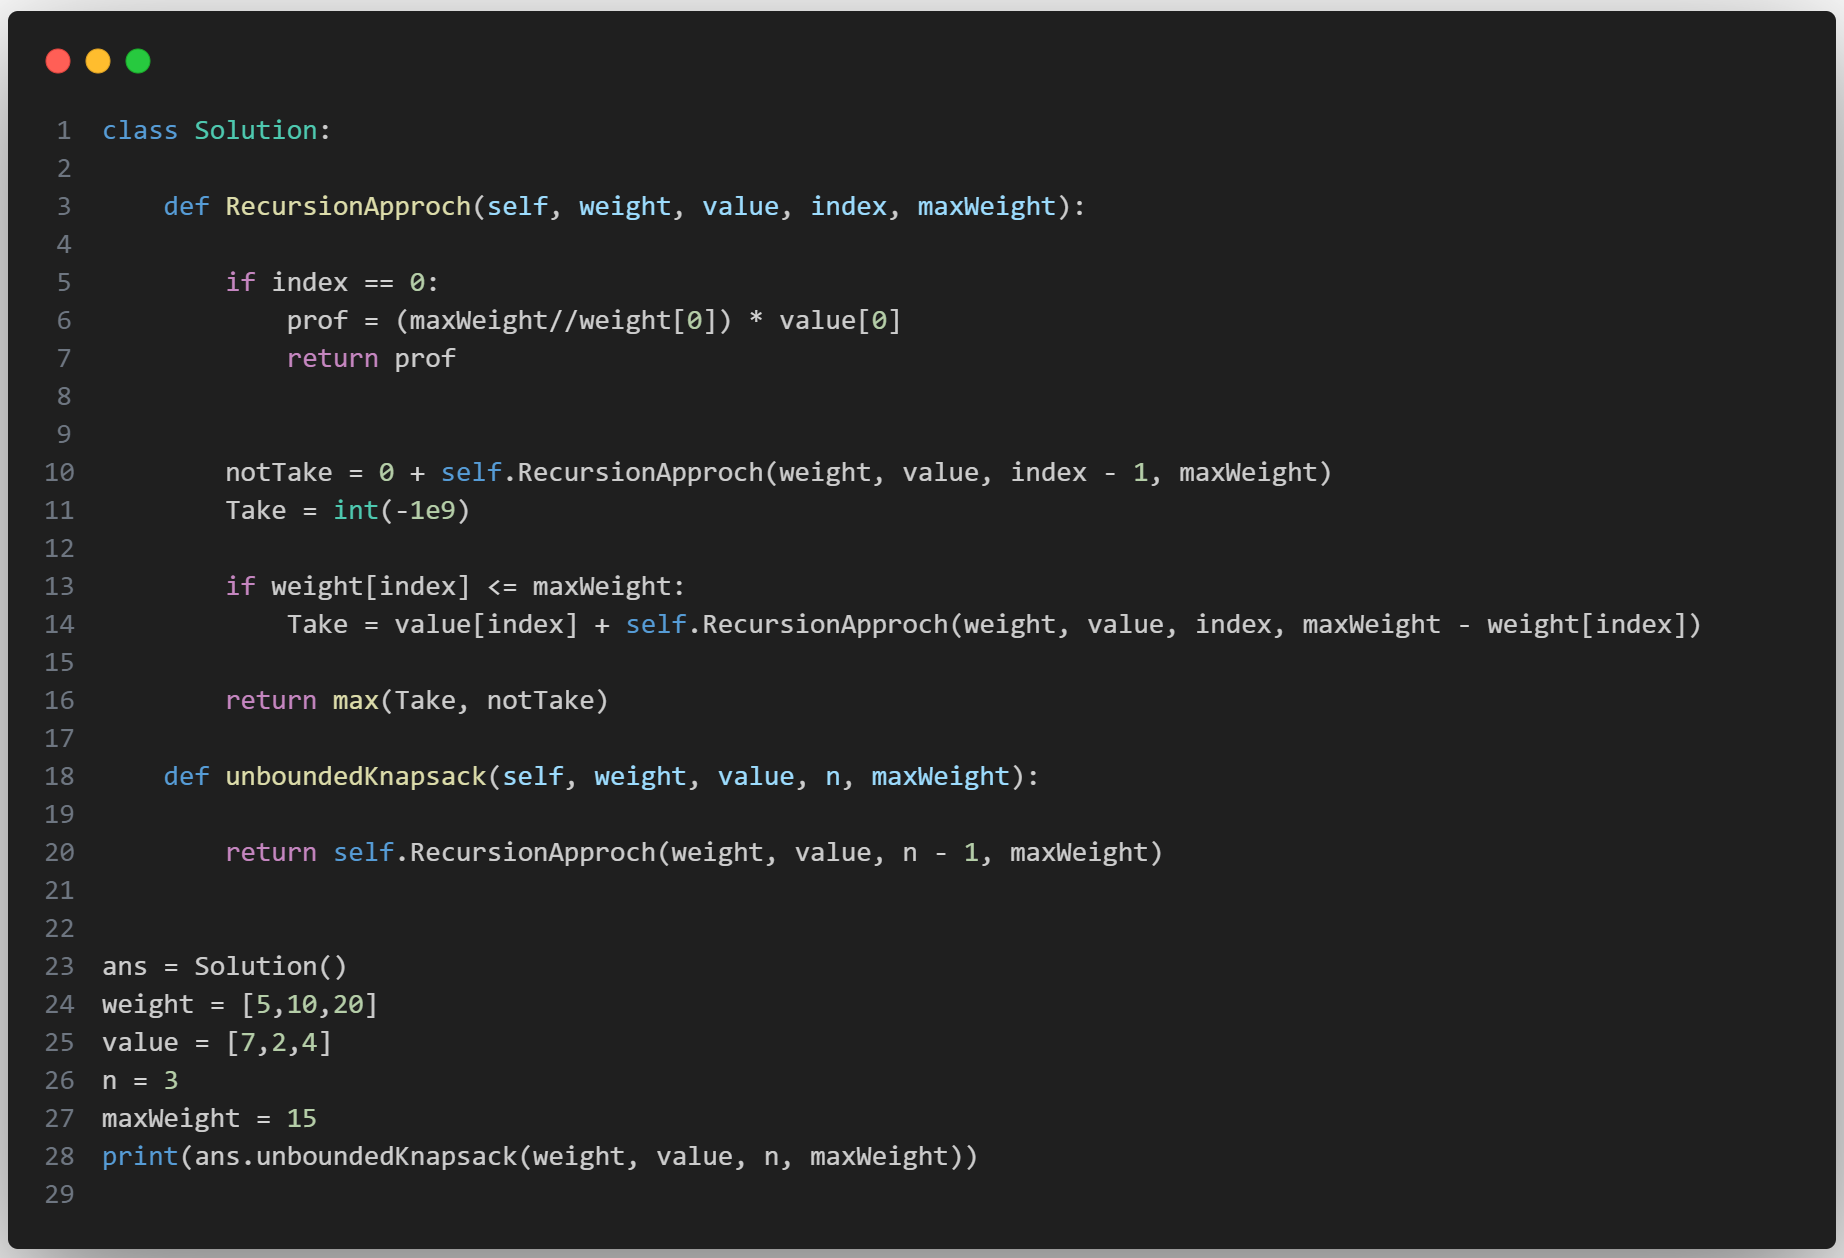 1 class Solution:
2
3     def RecursionApproch(self, weight, value, index, maxWeight):
4
5         if index == 0:
6             prof = (maxWeight//weight[0]) * value[0]
7             return prof
8
9
10         notTake = 0 + self.RecursionApproch(weight, value, index - 1, maxWeight)
11         Take = int(-1e9)
12
13         if weight[index] <= maxWeight:
14             Take = value[index] + self.RecursionApproch(weight, value, index, maxWeight - weight[index])
15
16         return max(Take, notTake)
17
18     def unboundedKnapsack(self, weight, value, n, maxWeight):
19
20         return self.RecursionApproch(weight, value, n - 1, maxWeight)
21
22
23 ans = Solution()
24 weight = [5,10,20]
25 value = [7,2,4]
26 n = 3
27 maxWeight = 15
28 print(ans.unboundedKnapsack(weight, value, n, maxWeight))
29